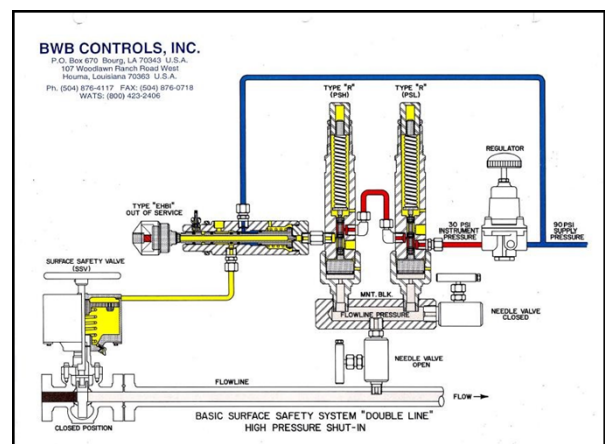 BWB CONTROLS, INC.
P.O. Box 670 Bourg, LA 70343 U.S.A.
107 Woodlawn Ranch Road West
Houma, Louisiana 70363 U.S.A.
Ph. (504) 876-4117 FAX: (504) 876-0718
WATS: (800) 423-2406
TYPE "R"
(PSH)
TYPE "R"
(PSL)
REGULATOR
TYPE "EHBI"
OUT OF SERVICE
30 PSI
INSTRUMENT
PRESSURE
90 PSI
SUPPLY
PRESSURE
SURFACE SAFETY VALVE
(SSV)
MNT. BLK.
FLOWLINE PRESSURE
NEEDLE VALVE
CLOSED
NEEDLE VALVE
OPEN
FLOWLINE
FLOW
CLOSED POSITION
BASIC SURFACE SAFETY SYSTEM "DOUBLE LINE"
HIGH PRESSURE SHUT-IN